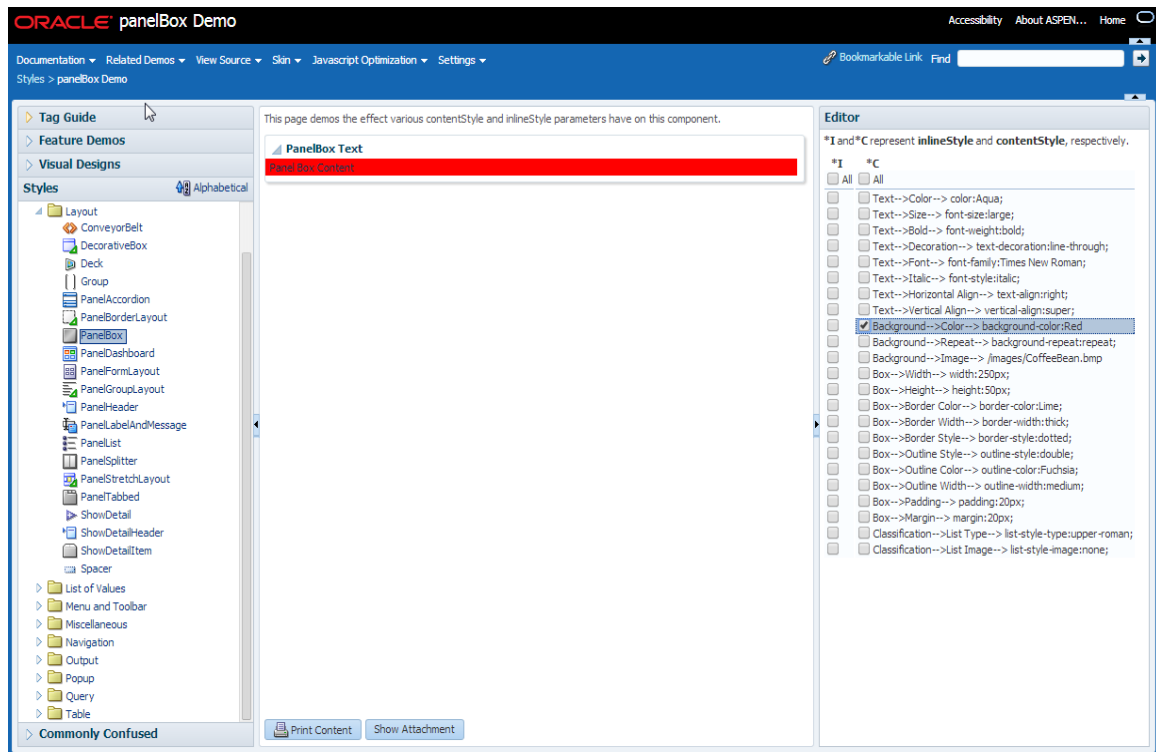 ORACLE® panelBox Demo
Accessibility About ASPEN... Home
Documentation Related Demos View Source Skin Javascript Optimization Settings
Bookmarkable Link Find
Styles > panelBox Demo
Tag Guide
Feature Demos
Visual Designs
Styles Alphabetical
Layout
ConveyorBelt
DecorativeBox
Deck
Group
PanelAccordion
PanelBorderLayout
PanelBox
PanelDashboard
PanelFormLayout
PanelGroupLayout
PanelHeader
PanelLabelAndMessage
PanelList
PanelSplitter
PanelStretchLayout
PanelTabbed
ShowDetail
ShowDetailHeader
ShowDetailItem
Spacer
List of Values
Menu and Toolbar
Miscellaneous
Navigation
Output
Popup
Query
Table
Commonly Confused
This page demos the effect various contentStyle and inlineStyle parameters have on this component.
PanelBox Text
Panel Box Content
Print Content Show Attachment
Editor
*I and*C represent inlineStyle and contentStyle, respectively.
*I *C
All All
Text-->Color--> color:Aqua;
Text-->Size--> font-size:large;
Text-->Bold--> font-weight:bold;
Text-->Decoration--> text-decoration:line-through;
Text-->Font--> font-family:Times New Roman;
Text-->Italic--> font-style:italic;
Text-->Horizontal Align--> text-align:right;
Text-->Vertical Align--> vertical-align:super;
Background-->Color--> background-color:Red
Background-->Repeat--> background-repeat:repeat;
Background-->Image--> /images/CoffeeBean.bmp
Box-->Width--> width:250px;
Box-->Height--> height:50px;
Box-->Border Color--> border-color:Lime;
Box-->Border Width--> border-width:thick;
Box-->Border Style--> border-style:dotted;
Box-->Outline Style--> outline-style:double;
Box-->Outline Color--> outline-color:Fuchsia;
Box-->Outline Width--> outline-width:medium;
Box-->Padding--> padding:20px;
Box-->Margin--> margin:20px;
Classification-->List Type--> list-style-type:upper-roman;
Classification-->List Image--> list-style-image:none;